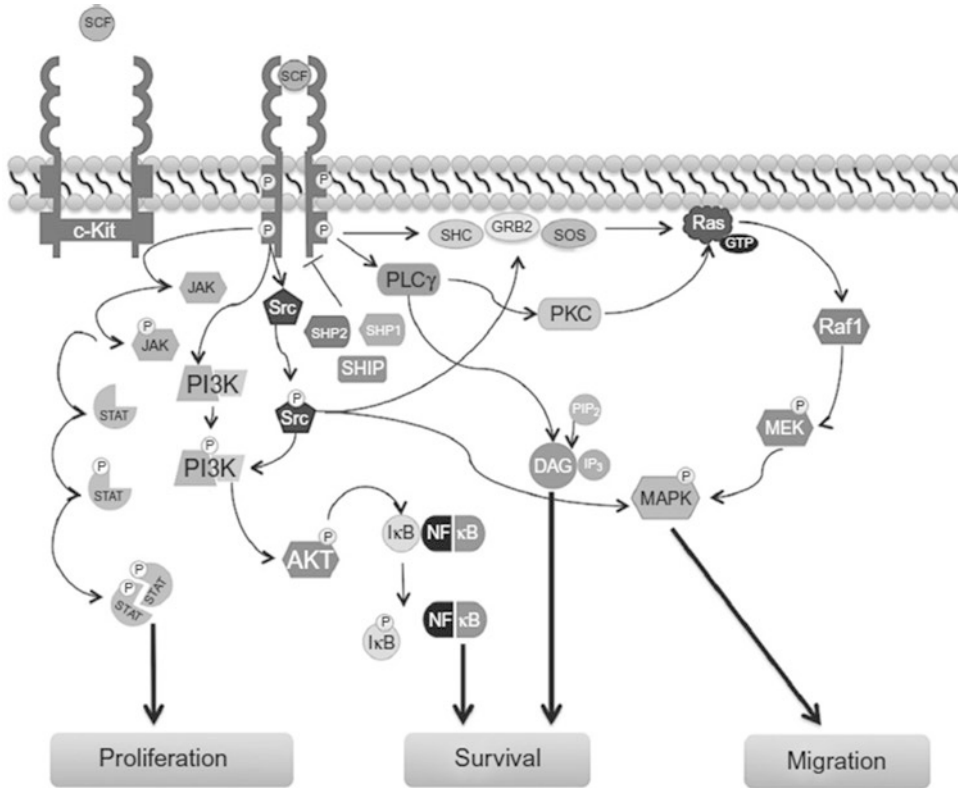 SCF
SCF
P
P
c-Kit
P
P
SHC
GRB2
SOS
Ras
GTP
JAK
Src
PLCγ
PKC
Raf1
SHP2
SHP1
SHIP
P
JAK
PI3K
P
Src
STAT
P
PI3K
PIP2
DAG
IP3
P
MEK
P
MAPK
P
STAT
P
AKT
IκB
NF
κB
P
STAT
P
STAT
P
IκB
NF
κB
Proliferation
Survival
Migration